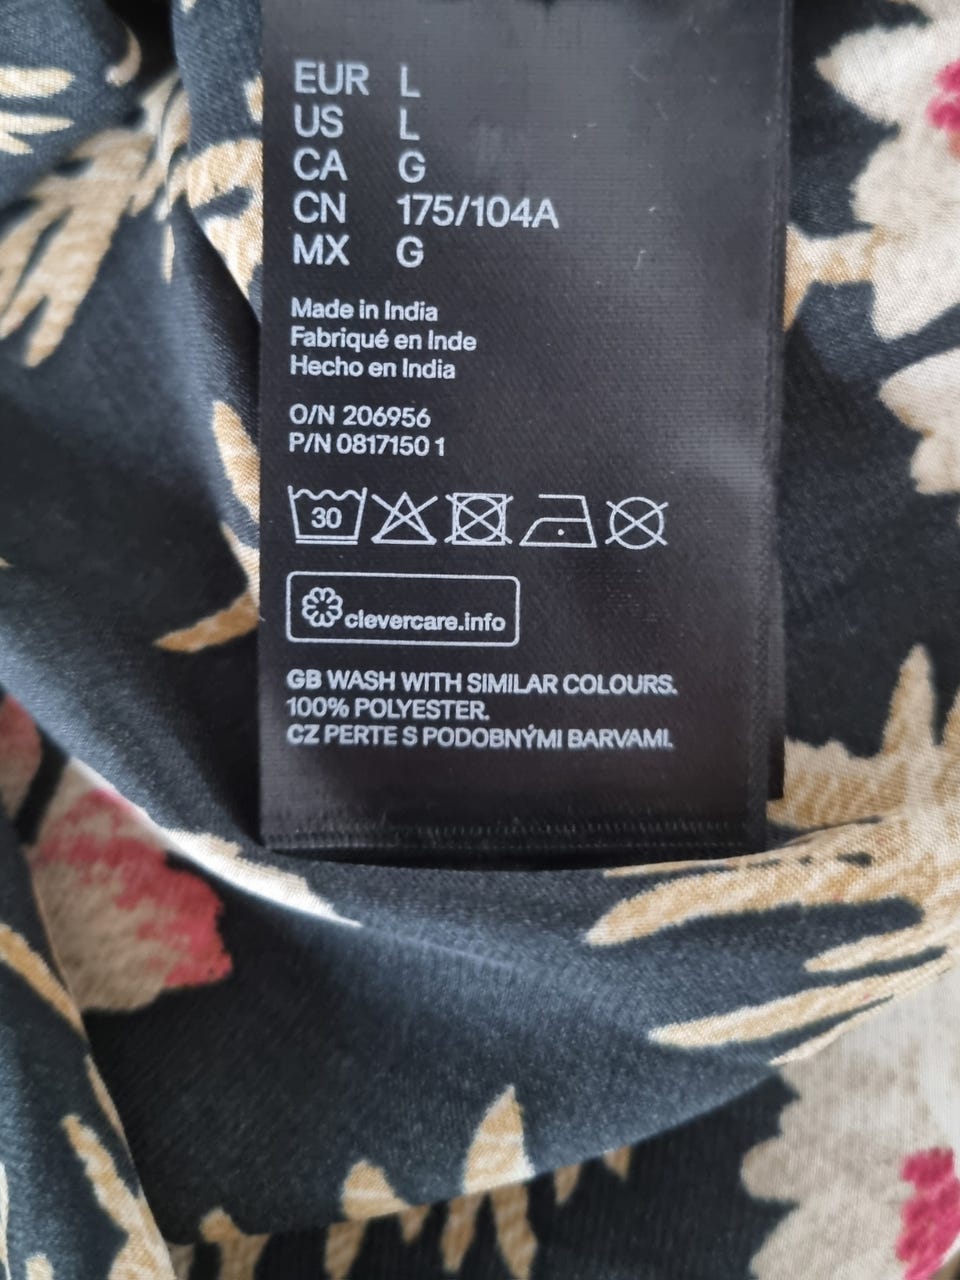 EUR L
US L
CA G
CN 175/104A
MX G
Made in India
Fabriqué en Inde
Hecho en India
O/N 206956
P/N 0817150 1
30
clevercare.info
GB WASH WITH SIMILAR COLOURS.
100% POLYESTER.
CZ PERTE S PODOBNÝMI BARVAMI.